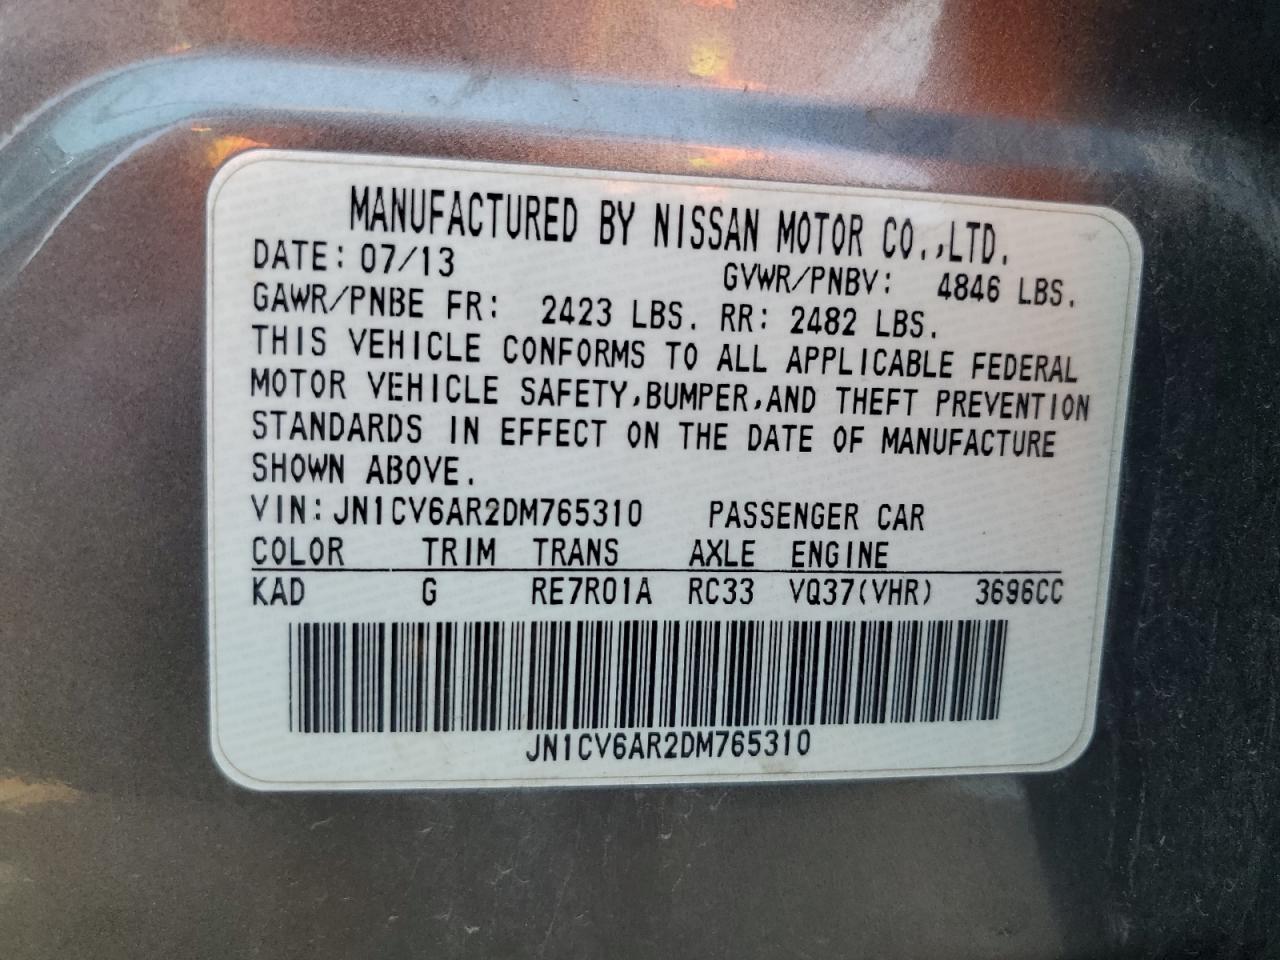 MANUFACTURED BY NISSAN MOTOR CO.,LTD.
DATE: 07/13 GVWR/PNBV: 4846 LBS.
GAWR/PNBE FR: 2423 LBS. RR: 2482 LBS.
THIS VEHICLE CONFORMS TO ALL APPLICABLE FEDERAL
MOTOR VEHICLE SAFETY,BUMPER,AND THEFT PREVENTION
STANDARDS IN EFFECT ON THE DATE OF MANUFACTURE
SHOWN ABOVE.
VIN:JN1CV6AR2DM765310 PASSENGER CAR
COLOR TRIM TRANS AXLE ENGINE
KAD G RE7R01A RC33 VQ37(VHR) 3696CC
JN1CV6AR2DM765310